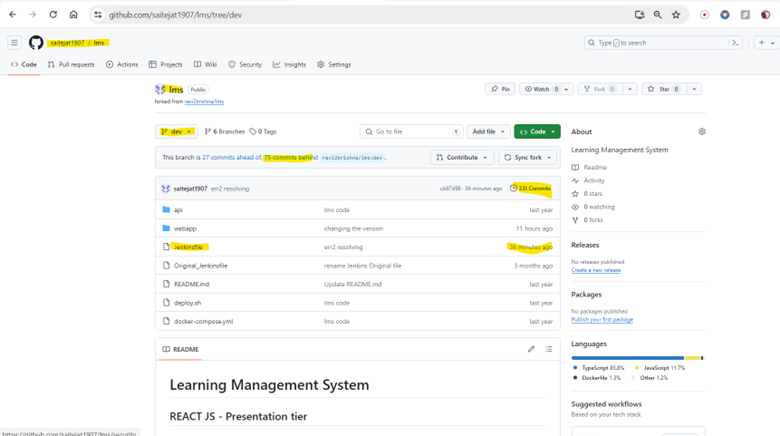 github.com/saitejat1907/lms/tree/dev
saitejat1907 / lms
Type / to search
Code Pull requests Actions Projects Wiki Security Insights Settings
lms Public
forked from ravi2krishna/lms
Pin Watch 0 Fork 0 Star 0
dev 6 Branches 0 Tags
Go to file
Add file Code
About
Learning Management System
This branch is 27 commits ahead of, 79 commits behind ravi2krishna/lms:dev.
Contribute Sync fork
Readme
Activity
0 stars
0 watching
0 forks
saitejat1907 err2 resolving
36 minutes ago
231 Commits
api lms code last year
webapp changing the version 11 hours ago
Jenkinsfile err2 resolving 36 minutes ago
Original_Jenkinsfile rename Jenkins Original file 3 months ago
README.md Update README.md last year
deploy.sh lms code last year
docker-compose.yml lms code last year
Releases
No releases published
Create a new release
Packages
No packages published
Publish your first package
Languages
TypeScript 85.8% JavaScript 11.7%
Dockerfile 1.3% Other 1.2%
Suggested workflows
Based on your tech stack
README
Learning Management System
REACT JS - Presentation tier
https://github.com/saitejat1907/lms/security